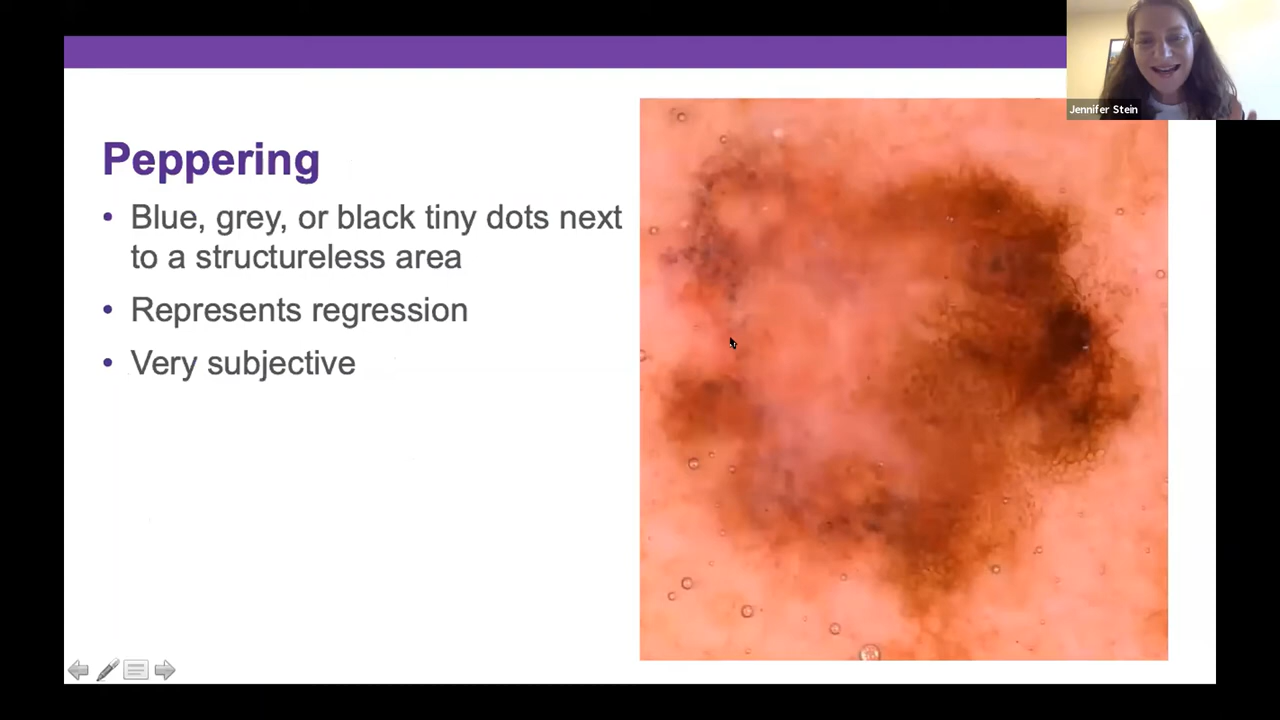 Jennifer Stein
Peppering
• Blue, grey, or black tiny dots next
to a structureless area
• Represents regression
• Very subjective